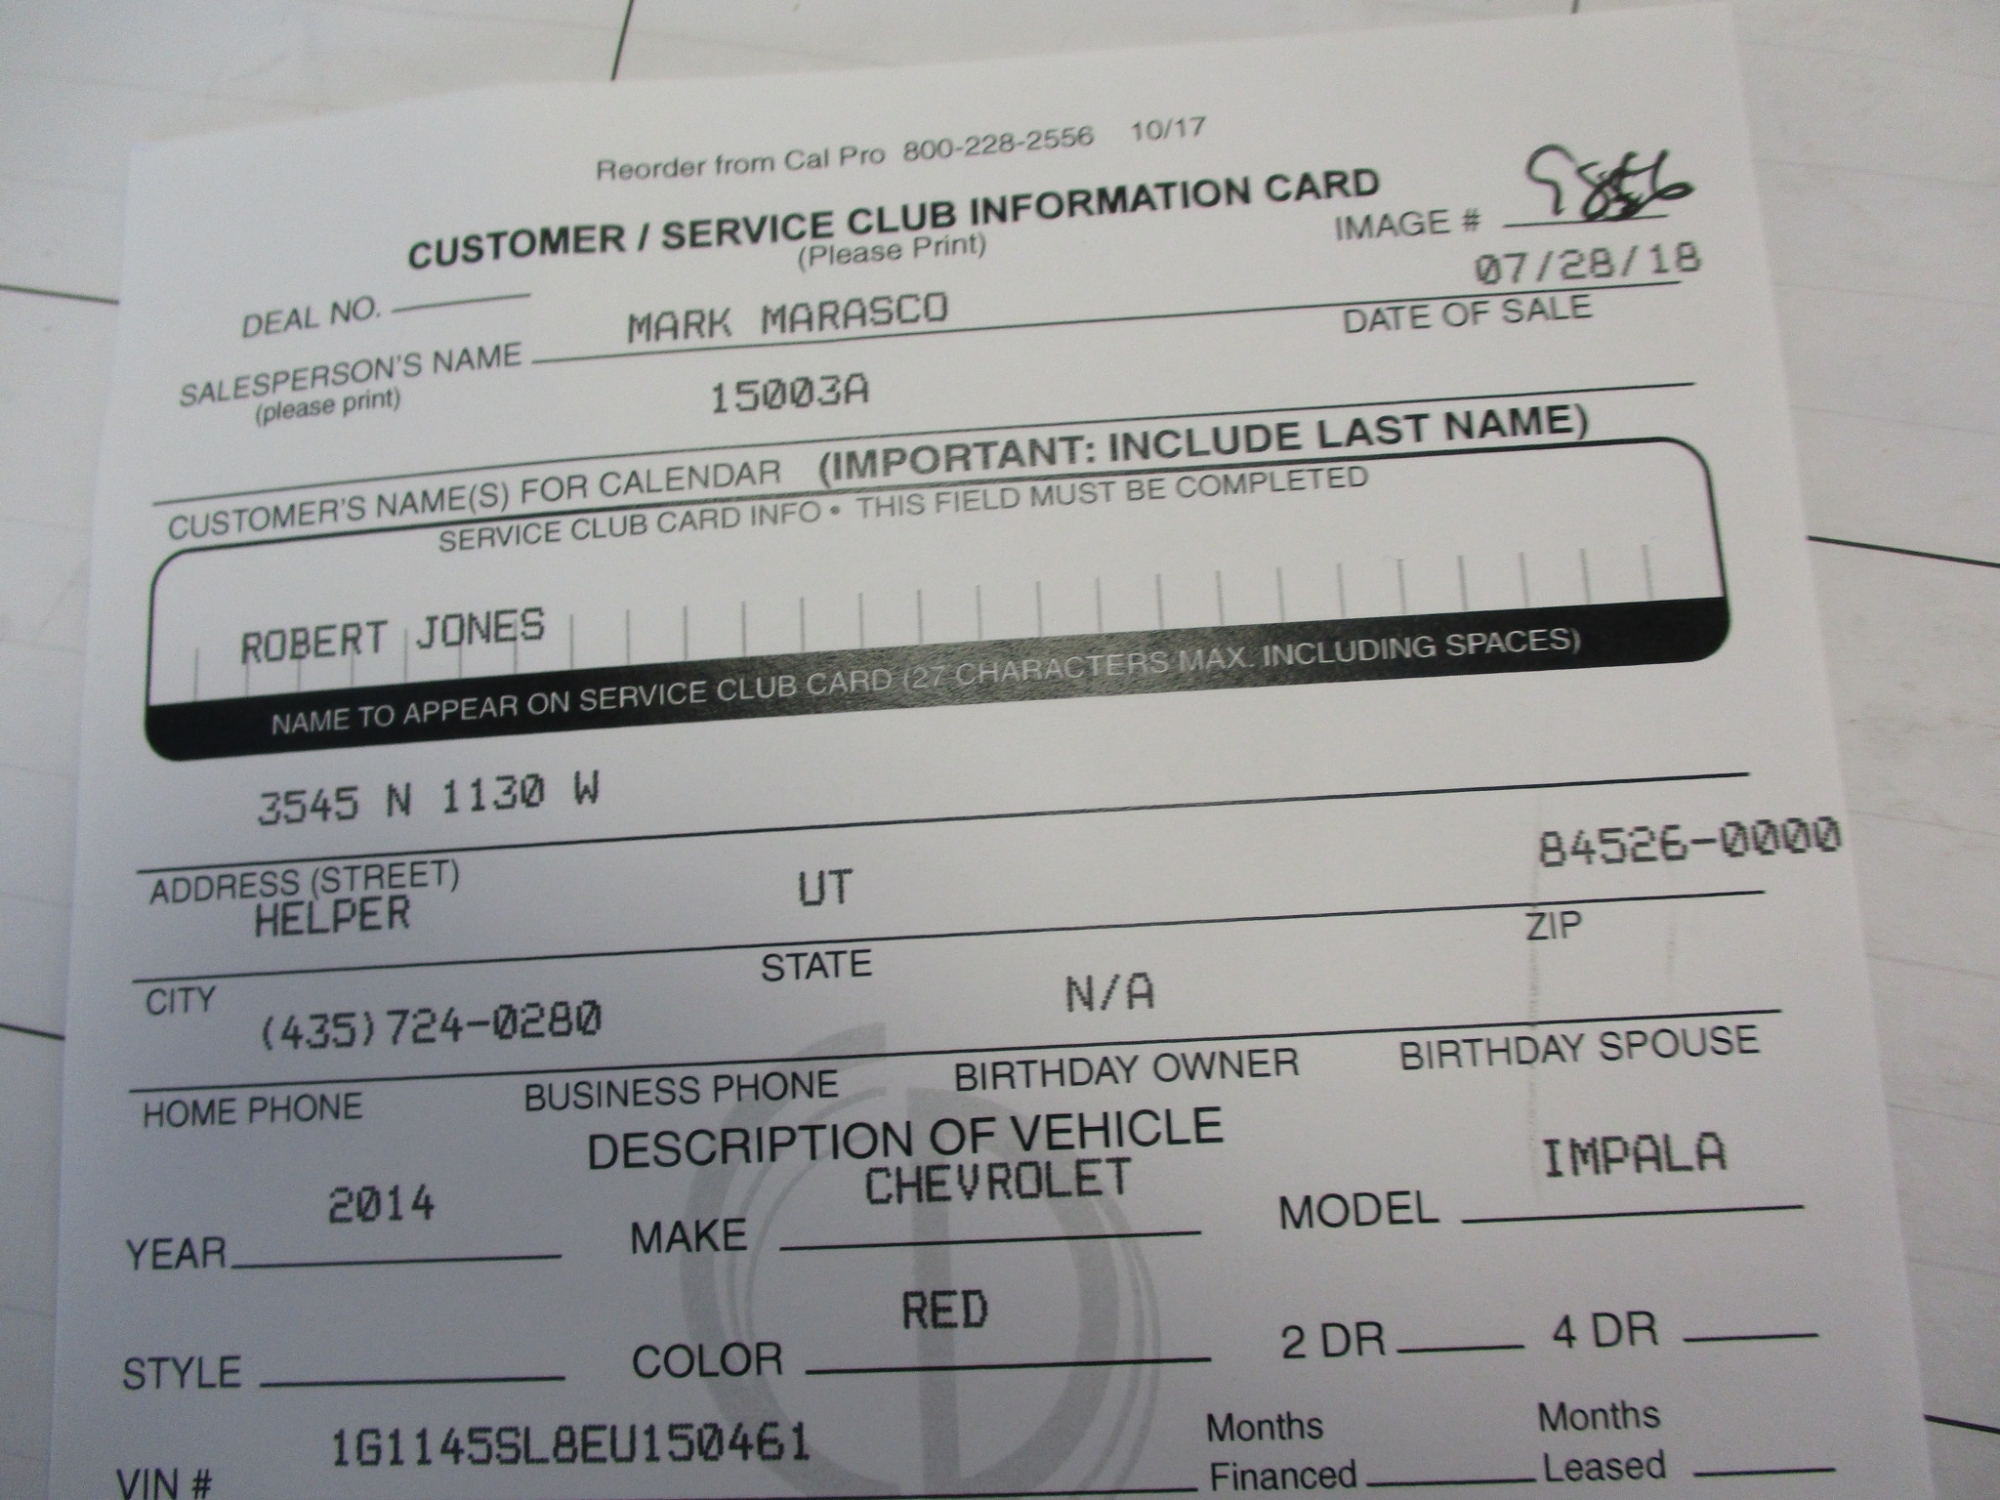 Reorder from Cal Pro 800-228-2556 10/17
CUSTOMER / SERVICE CLUB INFORMATION CARD
(Please Print)
IMAGE #
07/28/18
DEAL NO.
MARK MARASCO
DATE OF SALE
SALESPERSON'S NAME
(please print)
15003A
CUSTOMER'S NAME(S) FOR CALENDAR (IMPORTANT: INCLUDE LAST NAME)
SERVICE CLUB CARD INFO • THIS FIELD MUST BE COMPLETED
ROBERT JONES
NAME TO APPEAR ON SERVICE CLUB CARD (27 CHARACTERS MAX. INCLUDING SPACES)
3545 N 1130 W
ADDRESS (STREET)
HELPER UT 84526-0000
CITY STATE ZIP
(435)724-0280 N/A
HOME PHONE BUSINESS PHONE BIRTHDAY OWNER BIRTHDAY SPOUSE
DESCRIPTION OF VEHICLE
2014 CHEVROLET IMPALA
YEAR MAKE MODEL
RED
STYLE COLOR 2 DR 4 DR
1G1145SL8EU150461
VIN # Months Financed Months Leased